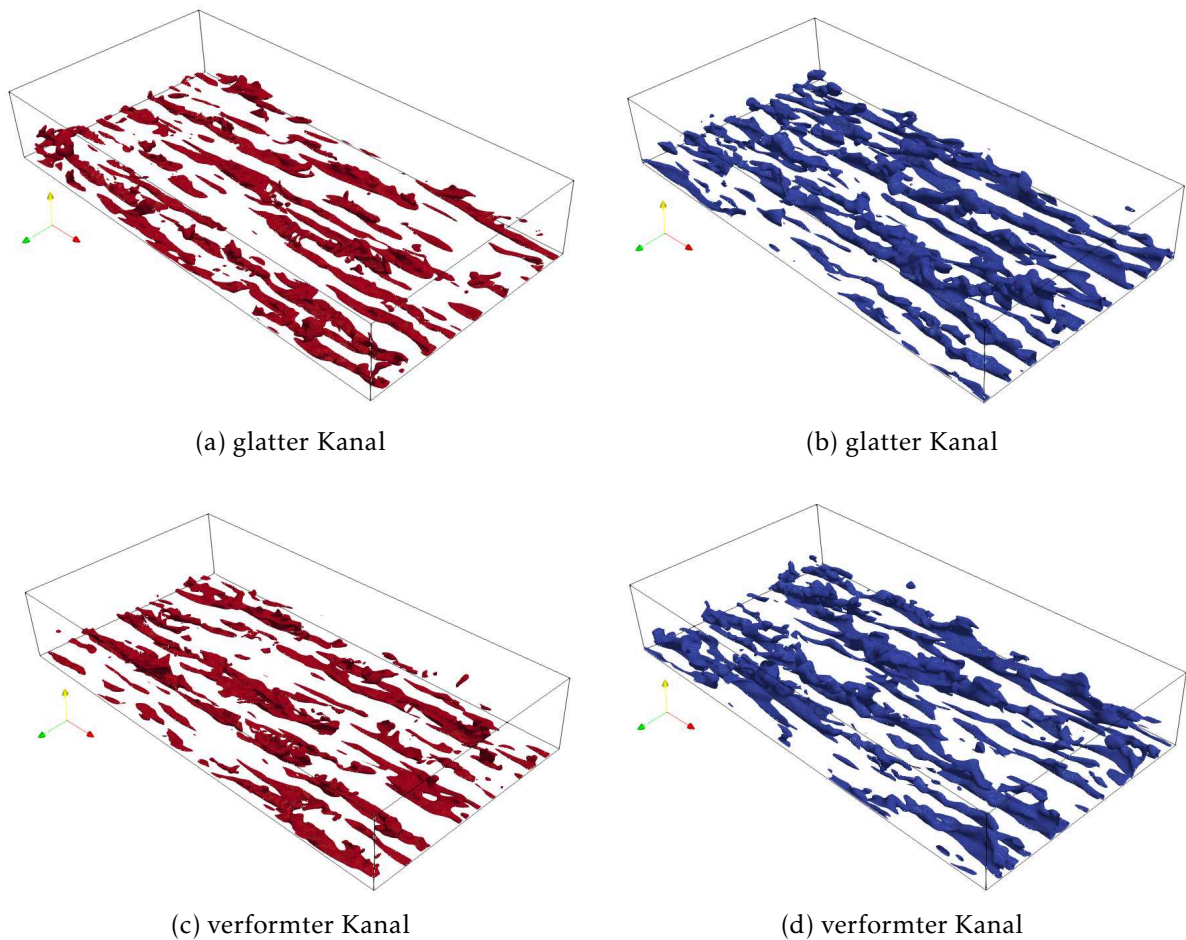 (a) glatter Kanal
(b) glatter Kanal
(c) verformter Kanal
(d) verformter Kanal